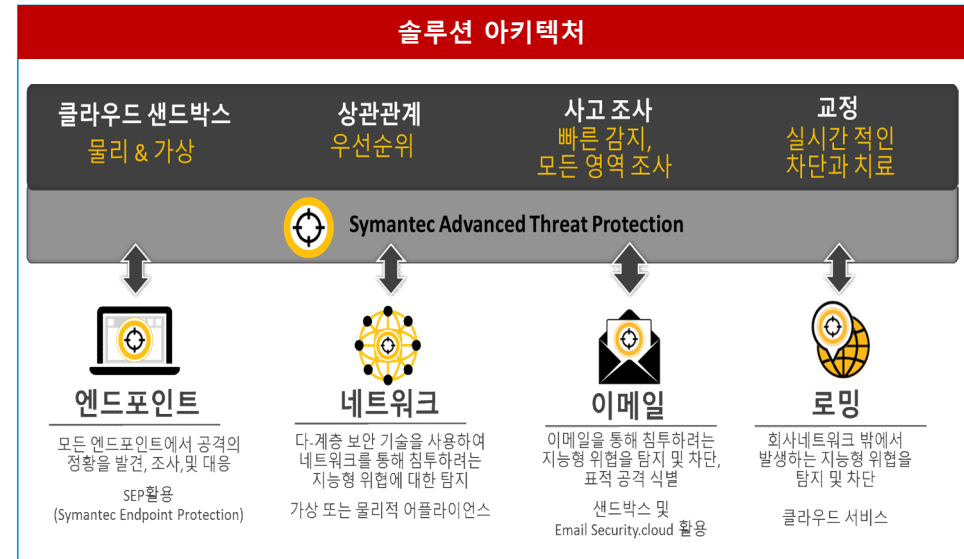 솔루션 아키텍처
클라우드 샌드박스
물리 & 가상
상관관계
우선순위
사고 조사
빠른 감지,
모든 영역 조사
교정
실시간 적인
차단과 치료
Symantec Advanced Threat Protection
엔드포인트
모든 엔드포인트에서 공격의
정황을 발견, 조사,및 대응
SEP활용
(Symantec Endpoint Protection)
네트워크
다-계층 보안 기술을 사용하여
네트워크를 통해 침투하려는
지능형 위협에 대한 탐지
가상 또는 물리적 어플라이언스
이메일
이메일을 통해 침투하려는
지능형 위협을 탐지 및 차단,
표적 공격 식별
샌드박스 및
Email Security.cloud 활용
로밍
회사네트워크 밖에서
발생하는 지능형 위협을
탐지 및 차단
클라우드 서비스